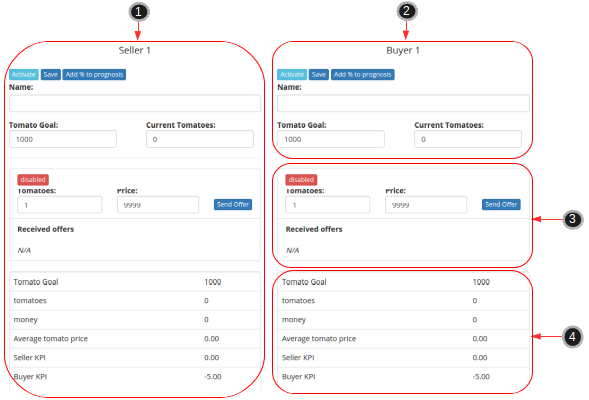 1
2
Seller 1
Buyer 1
Activate Save Add % to prognosis
Activate Save Add % to prognosis
Name:
Name:
Tomato Goal: Current Tomatoes:
Tomato Goal: Current Tomatoes:
1000 0
1000 0
disabled
disabled
Tomatoes: Price:
Tomatoes: Price:
1 9999 Send Offer
1 9999 Send Offer
3
Received offers
Received offers
N/A
N/A
Tomato Goal 1000
Tomato Goal 1000
tomatoes 0
tomatoes 0
money 0
money 0
4
Average tomato price 0.00
Average tomato price 0.00
Seller KPI 0.00
Seller KPI 0.00
Buyer KPI -5.00
Buyer KPI -5.00